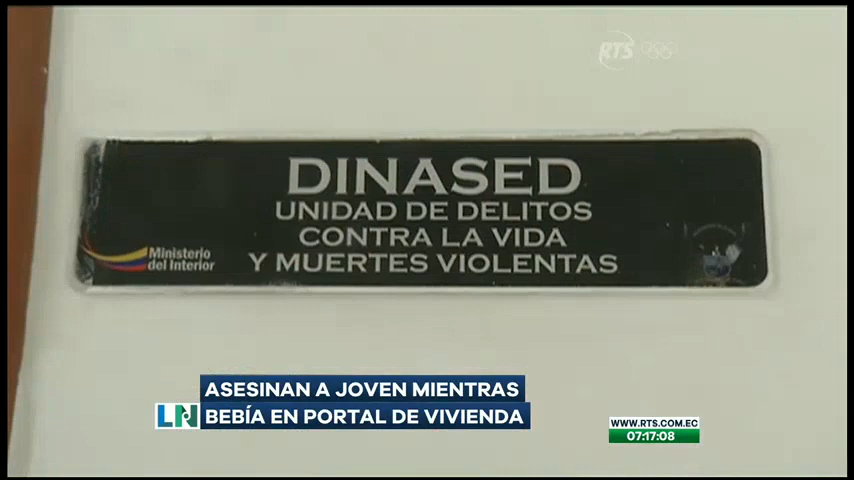 RTS
DINASED
UNIDAD DE DELITOS
CONTRA LA VIDA
Y MUERTES VIOLENTAS
Ministerio
del Interior
ASESINAN A JOVEN MIENTRAS
LN
BEBÍA EN PORTAL DE VIVIENDA
WWW.RTS.COM.EC
07:17:08